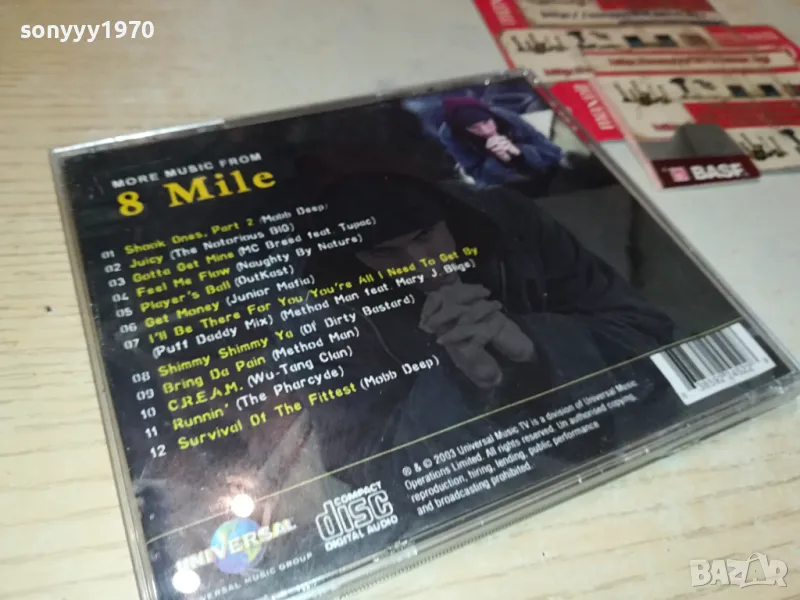 sonyyy1970
MORE MUSIC FROM
8 Mile
01 Shook Ones, Part 2 (Mobb Deep)
02 Juicy (The Notorious BIG)
03 Gotta Get Mine (MC Breed feat. Tupac)
04 Feel Me Flow (Naughty By Nature)
05 Player's Ball (OutKast)
06 Get Money (Junior Mafia)
07 I'll Be There For You/You're All I Need To Get By
(Puff Daddy Mix) (Method Man feat. Mary J. Blige)
08 Shimmy Shimmy Ya (Ol' Dirty Bastard)
09 Bring Da Pain (Method Man)
10 C.R.E.A.M. (Wu-Tang Clan)
11 Runnin' (The Pharcyde)
12 Survival Of The Fittest (Mobb Deep)
℗ & © 2003 Universal Music TV is a division of Universal Music
Operations Limited. All rights reserved. Un authorised copying,
reproduction, hiring, lending, public performance
and broadcasting prohibited.
COMPACT
disc
DIGITAL AUDIO
UNIVERSAL
UNIVERSAL MUSIC GROUP
maxell
BASF
BAZAR